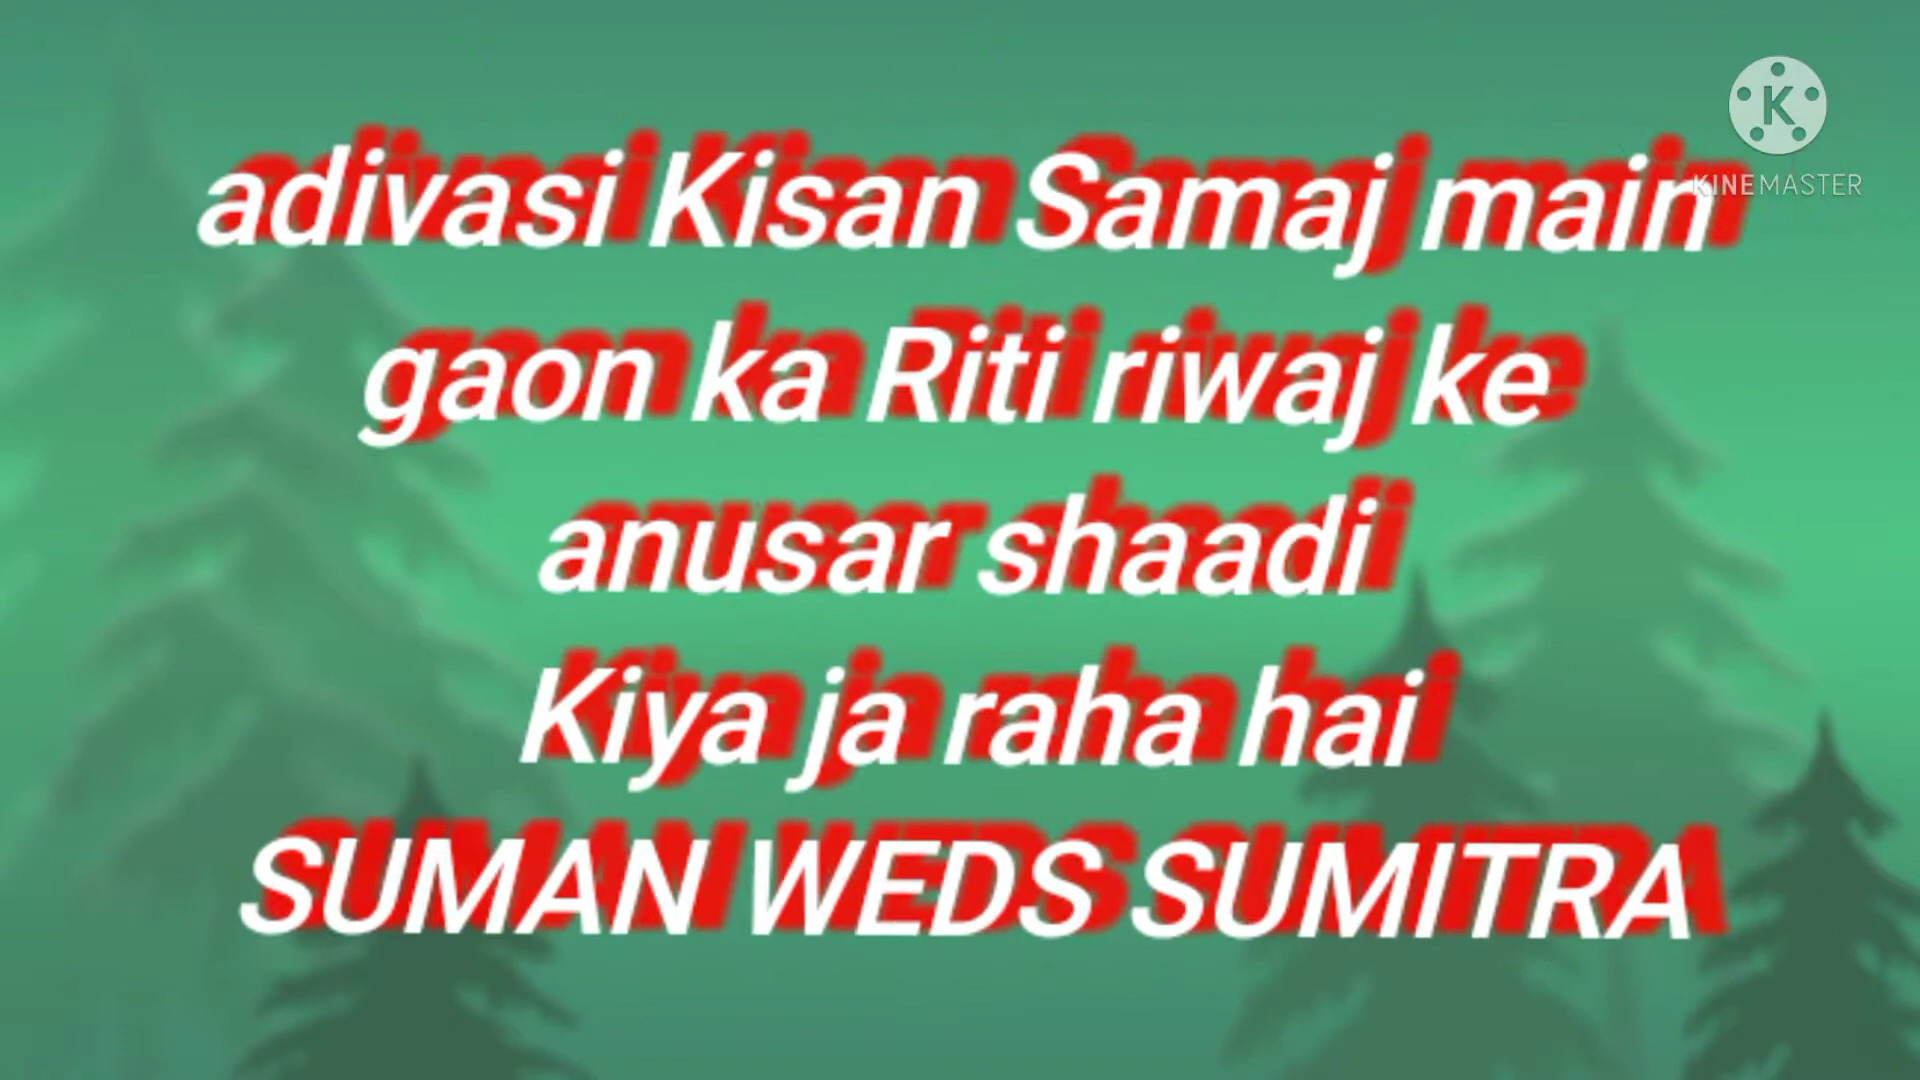 adivasi Kisan Samaj main
gaon ka Riti riwaj ke
anusar shaadi
Kiya ja raha hai
SUMAN WEDS SUMITRA
K
KINEMASTER